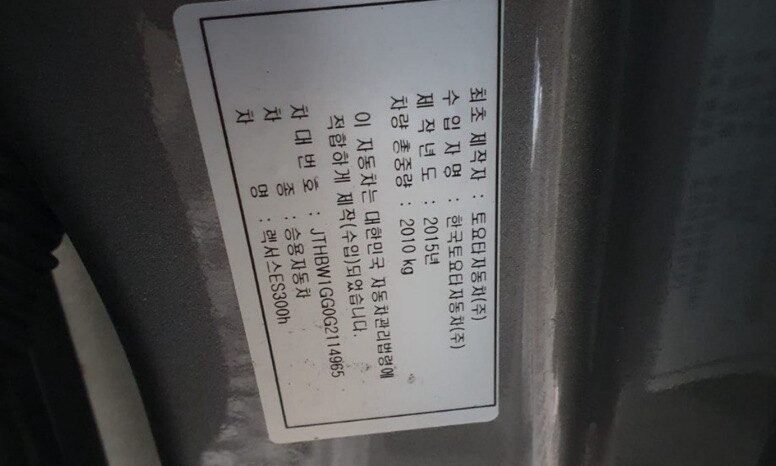 최초 제작자 : 토요타자동차(주)
수 입 자 명 : 한국토요타자동차(주)
제 작 년 도 : 2015년
차량 총중량 : 2010 kg
이 자동차는 대한민국 자동차관리법령에
적합하게 제작(수입)되었습니다.
차 대 번 호 : JTHBW1GG0G2114965
차 종 : 승용자동차
차 명 : 렉서스ES300h